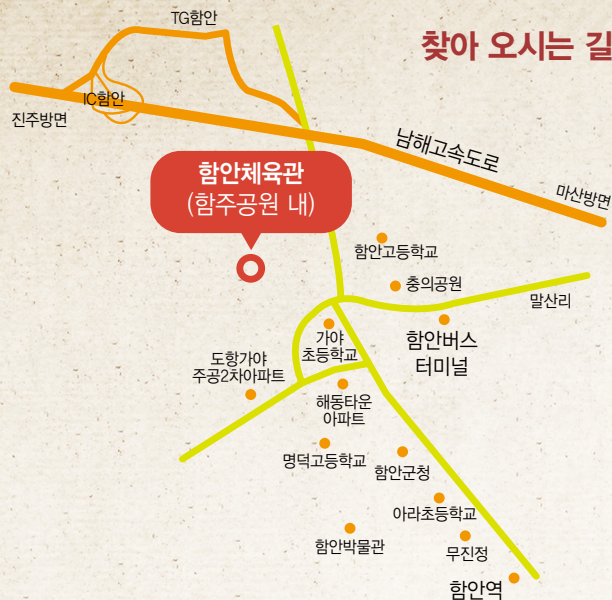 찾아 오시는 길
TG함안
IC함안
진주방면
남해고속도로
마산방면
함안체육관
(함주공원 내)
함안고등학교
충의공원
말산리
가야
초등학교
함안버스
터미널
도항가야
주공2차아파트
해동타운
아파트
명덕고등학교
함안군청
아라초등학교
함안박물관
무진정
함안역